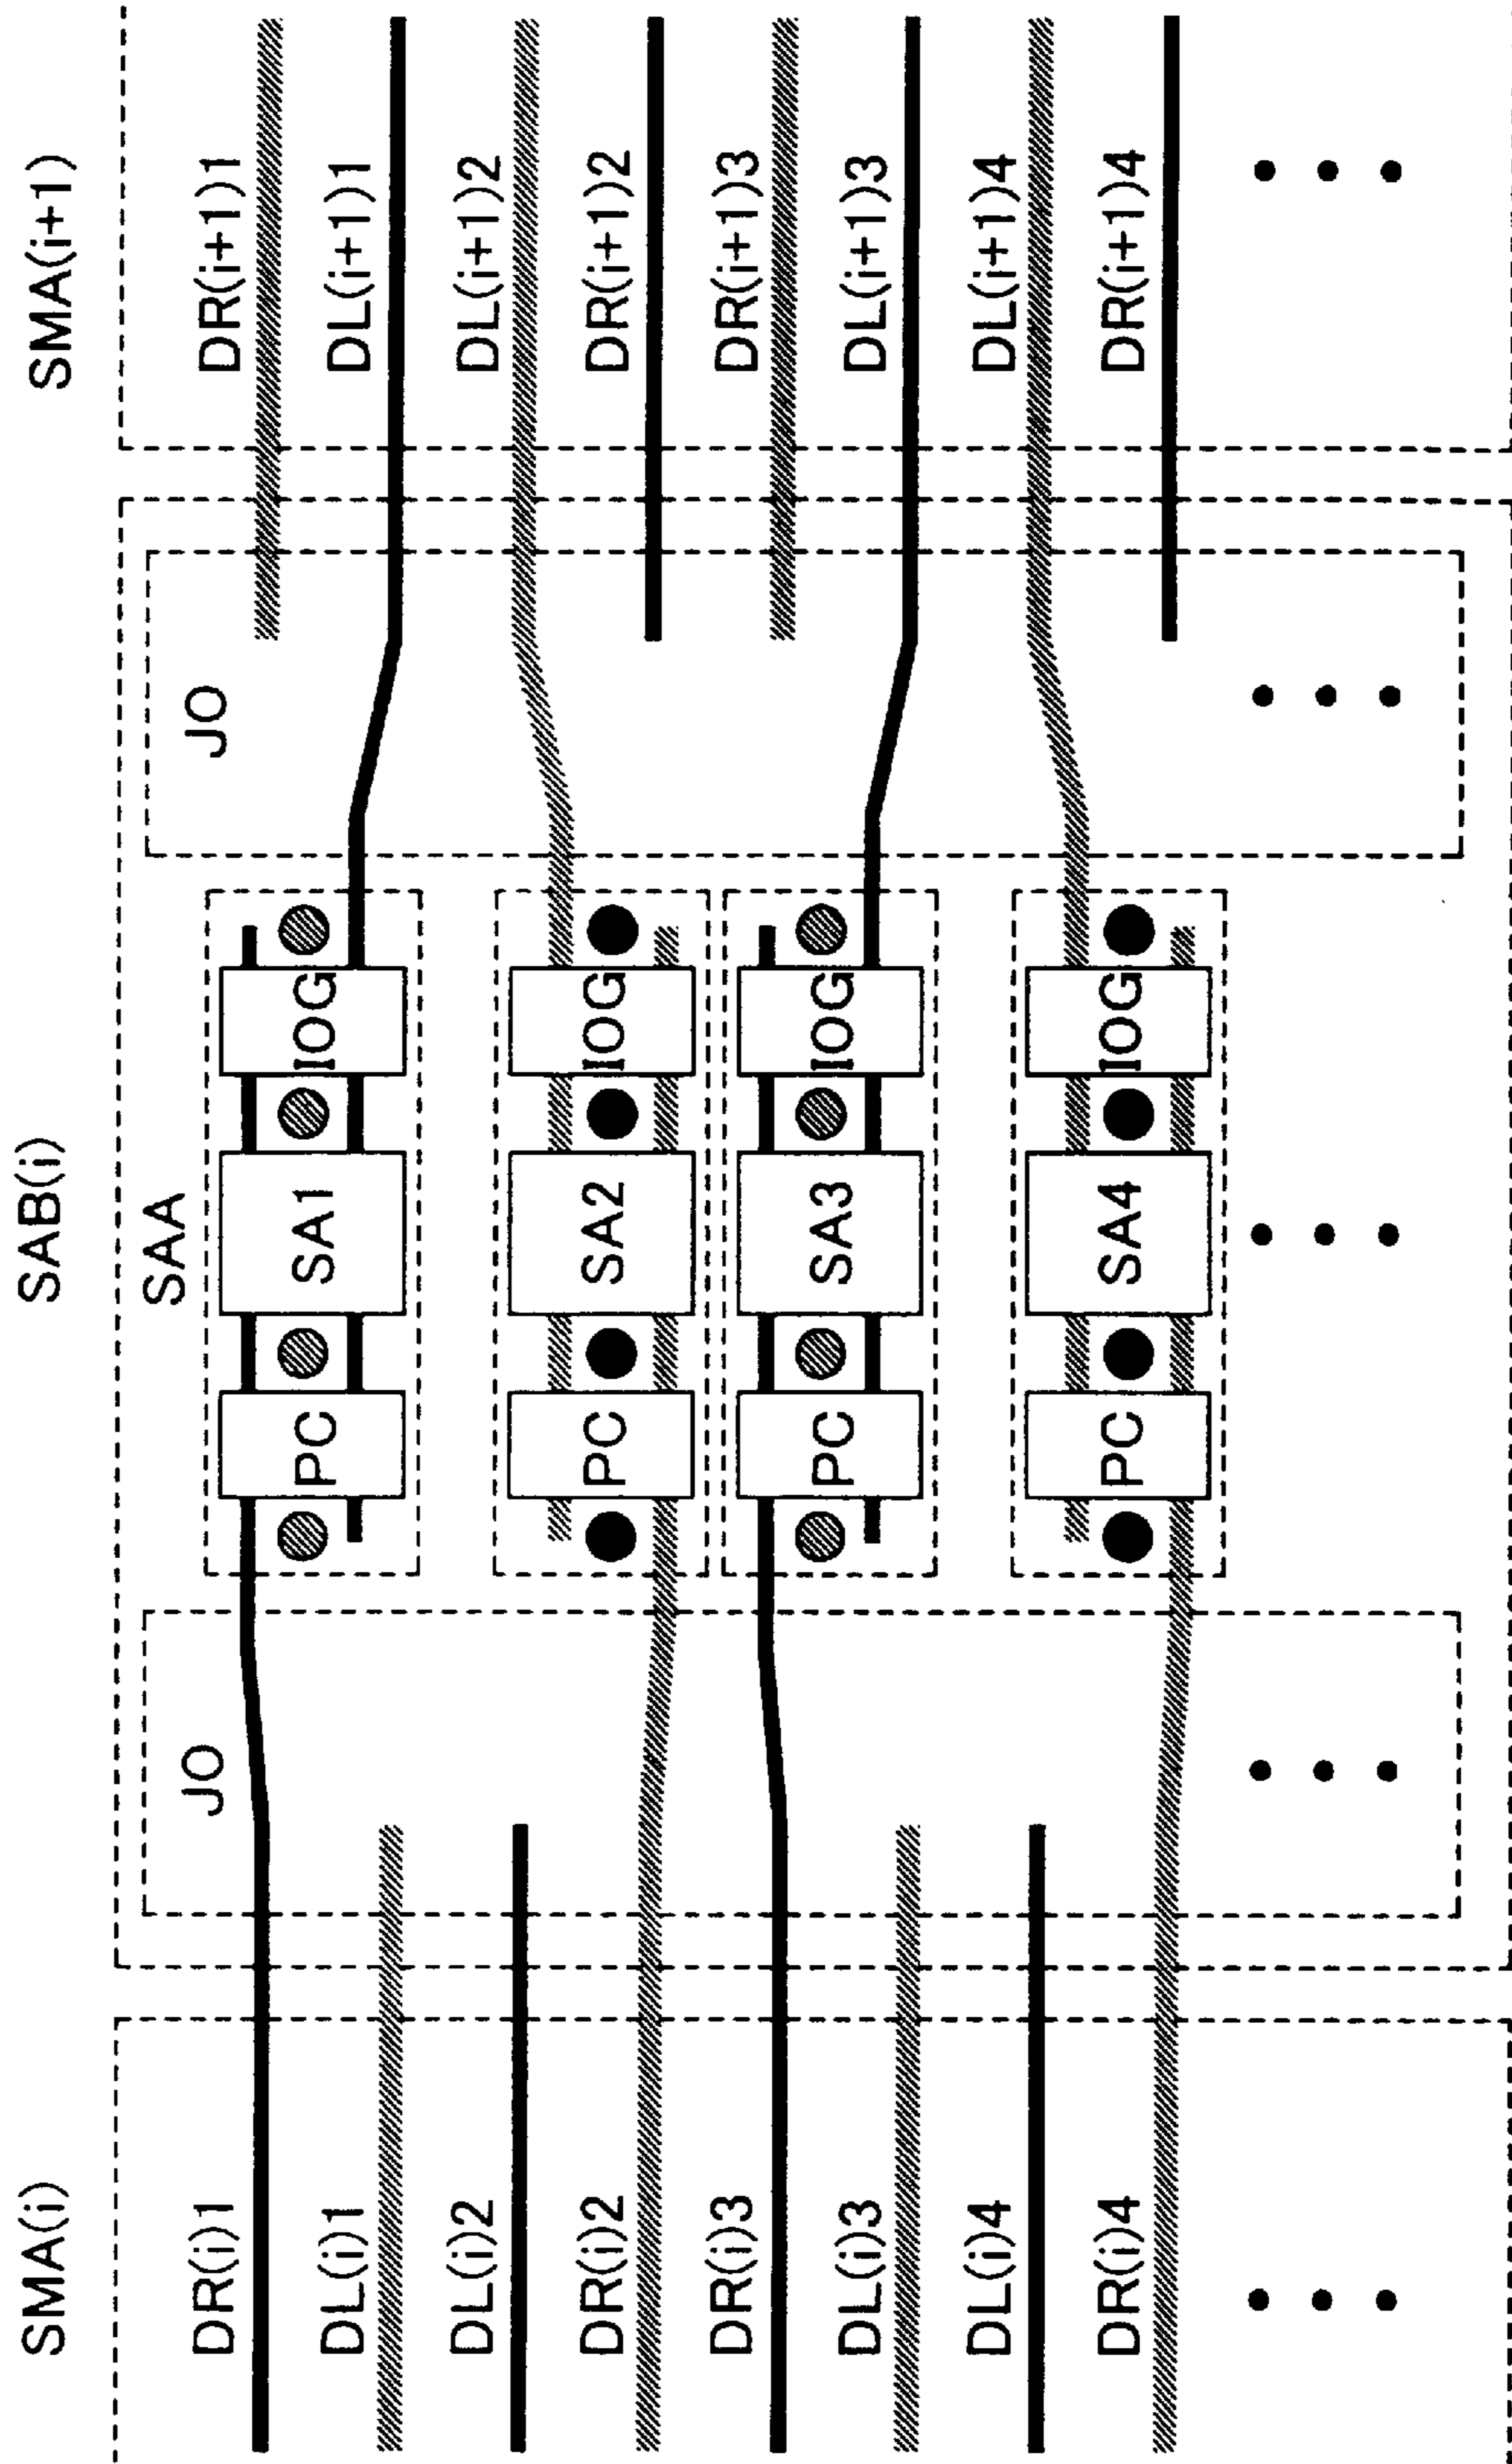 SMA(i)
SAB(i)
SMA(i+1)
SAA
JO
JO
DR(i)1
DL(i)1
DL(i)2
DR(i)2
DR(i)3
DL(i)3
DL(i)4
DR(i)4
PC
SA1
IOG
PC
SA2
IOG
PC
SA3
IOG
PC
SA4
IOG
DR(i+1)1
DL(i+1)1
DL(i+1)2
DR(i+1)2
DR(i+1)3
DL(i+1)3
DL(i+1)4
DR(i+1)4